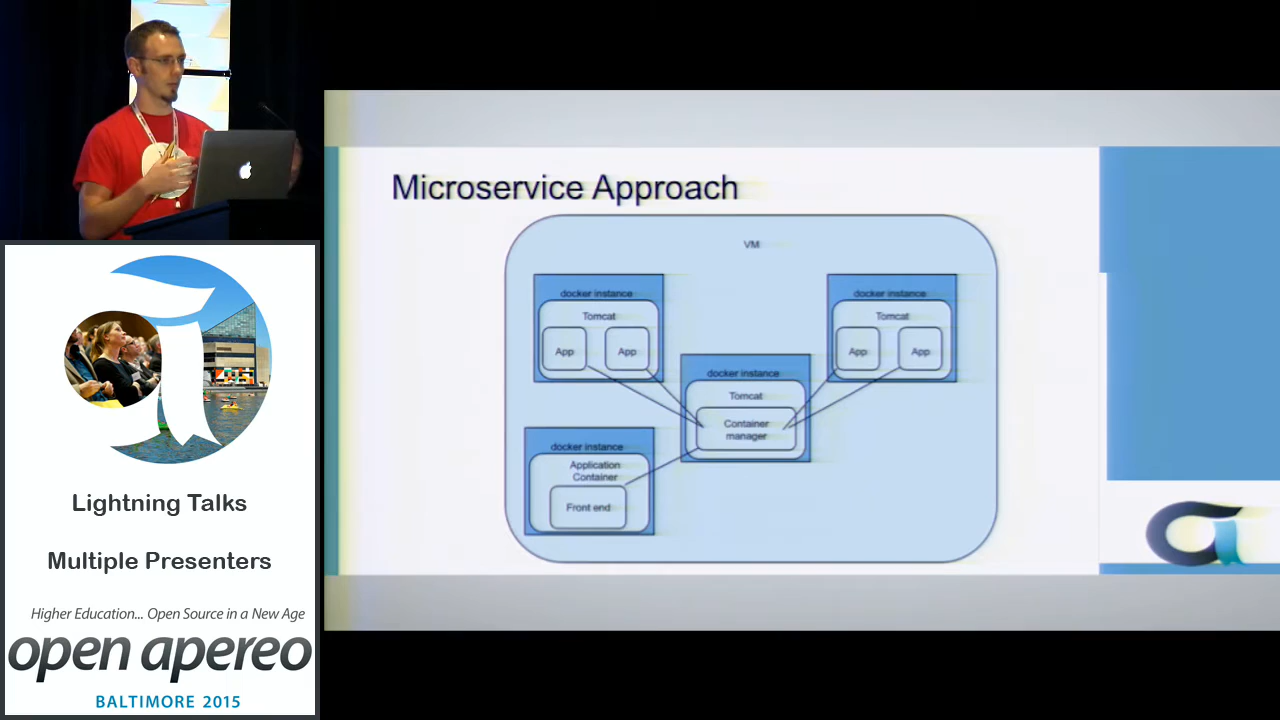 Microservice Approach
VM
docker instance
Tomcat
App
App
docker instance
Tomcat
App
App
docker instance
Tomcat
Container
manager
docker instance
Application
Container
Front end
Lightning Talks
Multiple Presenters
Higher Education... Open Source in a New Age
open apereo
BALTIMORE 2015